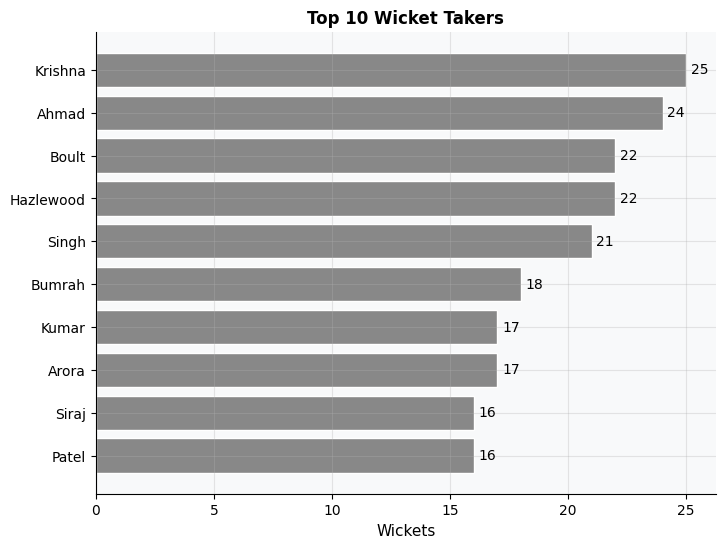 Top 10 Wicket Takers
Krishna 25
Ahmad 24
Boult 22
Hazlewood 22
Singh 21
Bumrah 18
Kumar 17
Arora 17
Siraj 16
Patel 16
0 5 10 15 20 25
Wickets